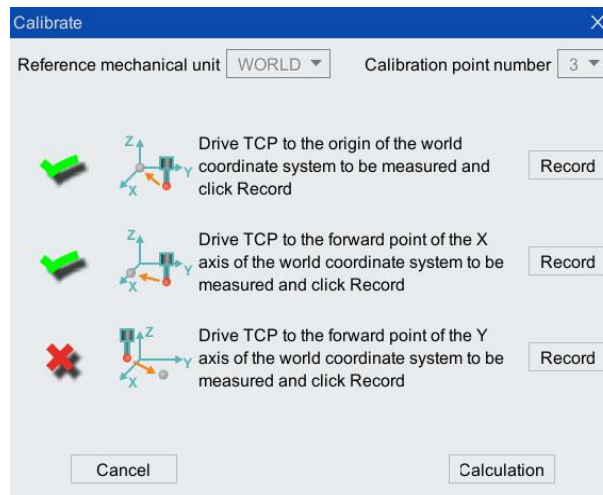 Calibrate
Reference mechanical unit WORLD Calibration point number 3
Z
Y
X
Drive TCP to the origin of the world
coordinate system to be measured and
click Record
Record
Z
Y
X
Drive TCP to the forward point of the X
axis of the world coordinate system to be
measured and click Record
Record
Z
Y
X
Drive TCP to the forward point of the Y
axis of the world coordinate system to be
measured and click Record
Record
Cancel Calculation